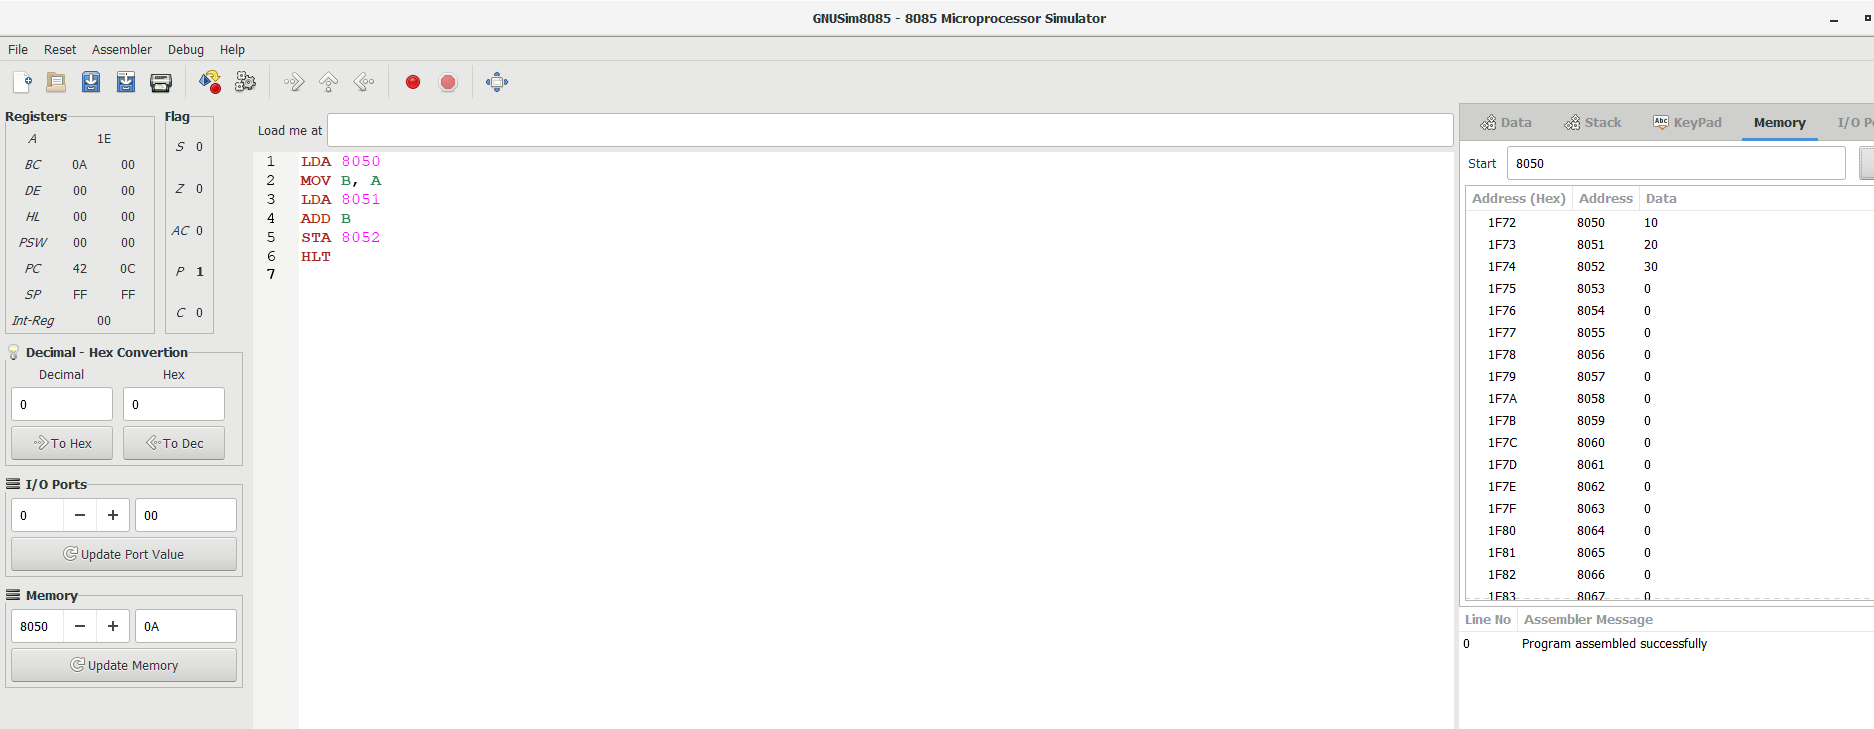 GNUSim8085 - 8085 Microprocessor Simulator
File Reset Assembler Debug Help
Registers
A 1E
BC 0A 00
DE 00 00
HL 00 00
PSW 00 00
PC 42 0C
SP FF FF
Int-Reg 00
Flag
S 0
Z 0
AC 0
P 1
C 0
Decimal - Hex Convertion
Decimal Hex
0 0
To Hex To Dec
I/O Ports
0 − + 00
Update Port Value
Memory
8050 − + 0A
Update Memory
Load me at
1 LDA 8050
2 MOV B, A
3 LDA 8051
4 ADD B
5 STA 8052
6 HLT
7
Data Stack Abc KeyPad Memory I/O
Start 8050
Address (Hex) Address Data
1F72 8050 10
1F73 8051 20
1F74 8052 30
1F75 8053 0
1F76 8054 0
1F77 8055 0
1F78 8056 0
1F79 8057 0
1F7A 8058 0
1F7B 8059 0
1F7C 8060 0
1F7D 8061 0
1F7E 8062 0
1F7F 8063 0
1F80 8064 0
1F81 8065 0
1F82 8066 0
1F83 8067 0
Line No Assembler Message
0 Program assembled successfully